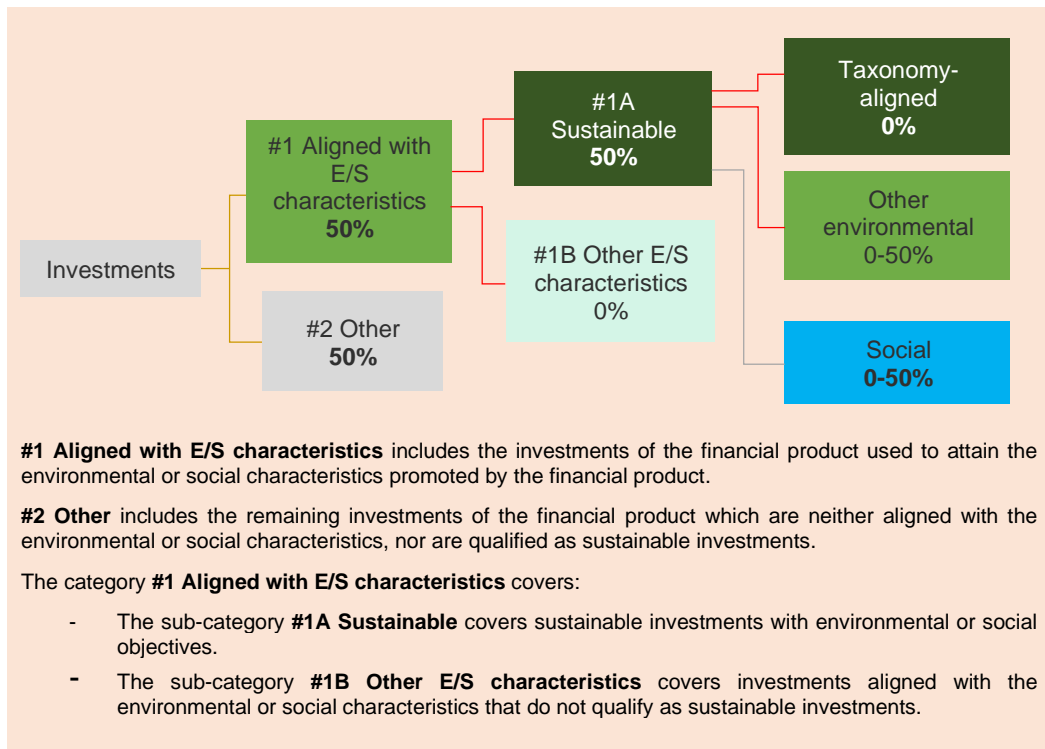 Investments
#1 Aligned with
E/S
characteristics
50%
#2 Other
50%
#1A
Sustainable
50%
#1B Other E/S
characteristics
0%
Taxonomy-
aligned
0%
Other
environmental
0-50%
Social
0-50%
#1 Aligned with E/S characteristics includes the investments of the financial product used to attain the
environmental or social characteristics promoted by the financial product.
#2 Other includes the remaining investments of the financial product which are neither aligned with the
environmental or social characteristics, nor are qualified as sustainable investments.
The category #1 Aligned with E/S characteristics covers:
- The sub-category #1A Sustainable covers sustainable investments with environmental or social
objectives.
- The sub-category #1B Other E/S characteristics covers investments aligned with the
environmental or social characteristics that do not qualify as sustainable investments.